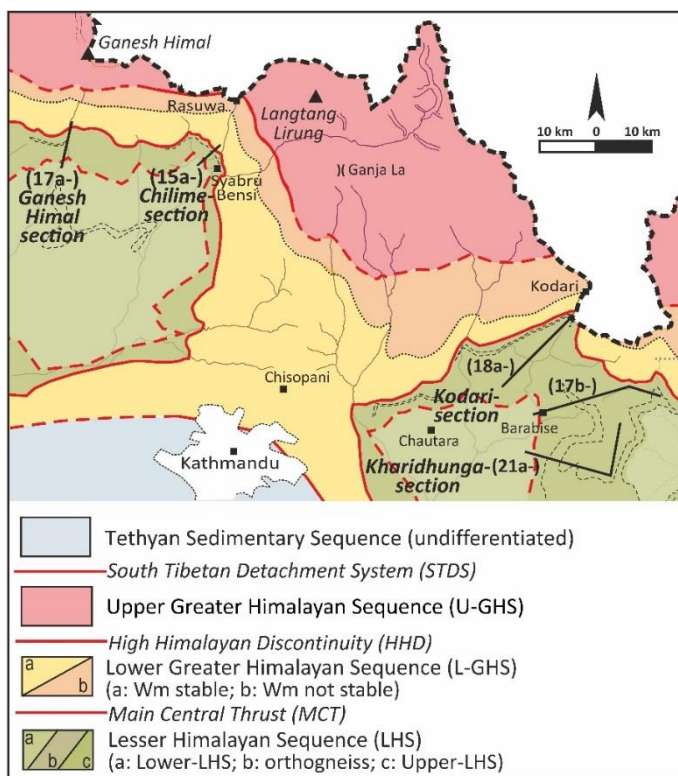 Ganesh Himal
Rasuwa
Langtang
Lirung
10 km 0 10 km
)( Ganja La
(17a-)
Ganesh
Himal
section
(15a-)
Chilime-
section
Syabru
Bensi
Kodari
(18a-)
Kodari-
section
(17b-)
Chisopani
Barabise
Chautara
Kharidhunga-(21a-)
section
Kathmandu
Tethyan Sedimentary Sequence (undifferentiated)
South Tibetan Detachment System (STDS)
Upper Greater Himalayan Sequence (U-GHS)
High Himalayan Discontinuity (HHD)
a b Lower Greater Himalayan Sequence (L-GHS)
(a: Wm stable; b: Wm not stable)
Main Central Thrust (MCT)
a b c Lesser Himalayan Sequence (LHS)
(a: Lower-LHS; b: orthogneiss; c: Upper-LHS)